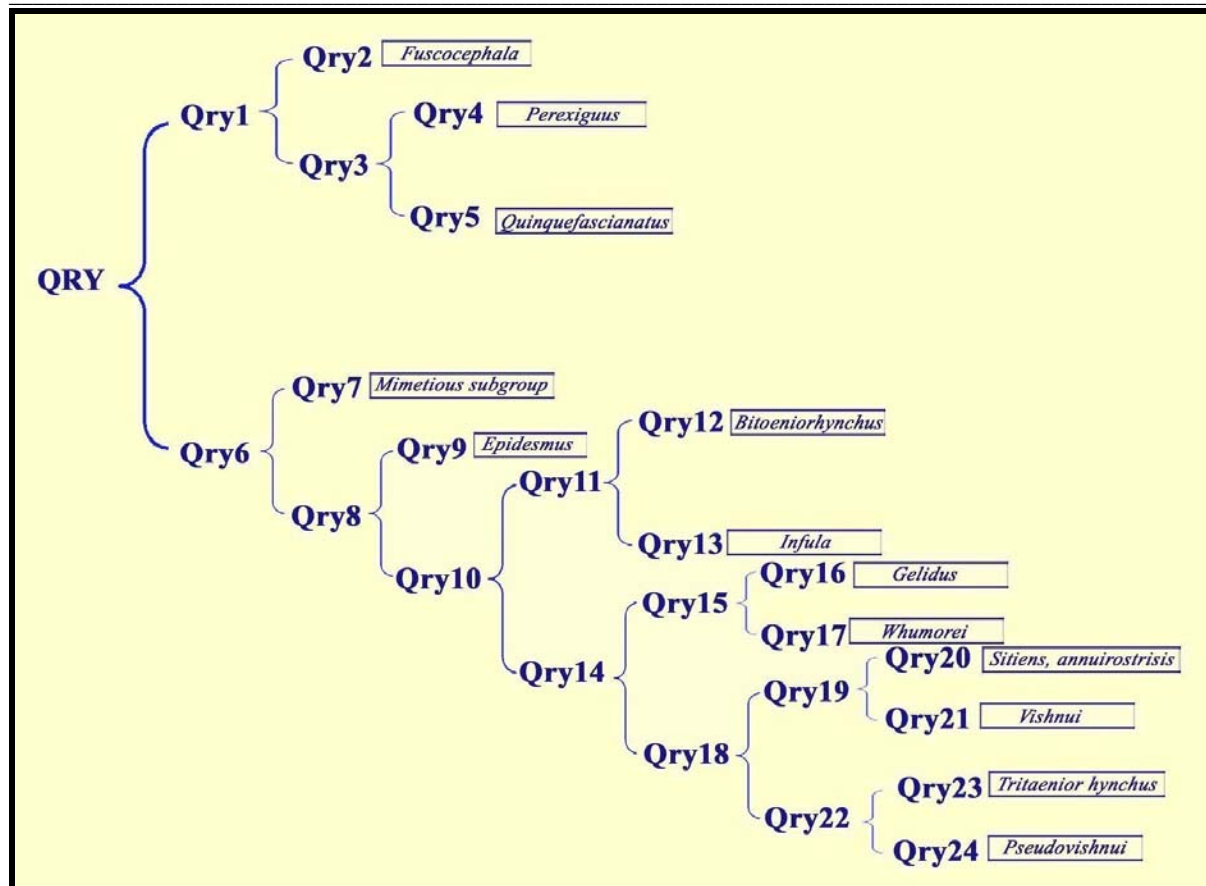 Qry2 Fuscocephala
Qry1
Qry4 Perexiguus
Qry3
Qry5 Quinquefascianatus
QRY
Qry7 Mimetious subgroup
Qry12 Bitoeniorhynchus
Qry9 Epidesmus
Qry6
Qry11
Qry8
Qry13 Infula
Qry10
Qry16 Gelidus
Qry15
Qry17 Whumorei
Qry20 Sitiens, annuirostrisis
Qry14
Qry19
Qry21 Vishnui
Qry18
Qry23 Tritaenior hynchus
Qry22
Qry24 Pseudovishnui